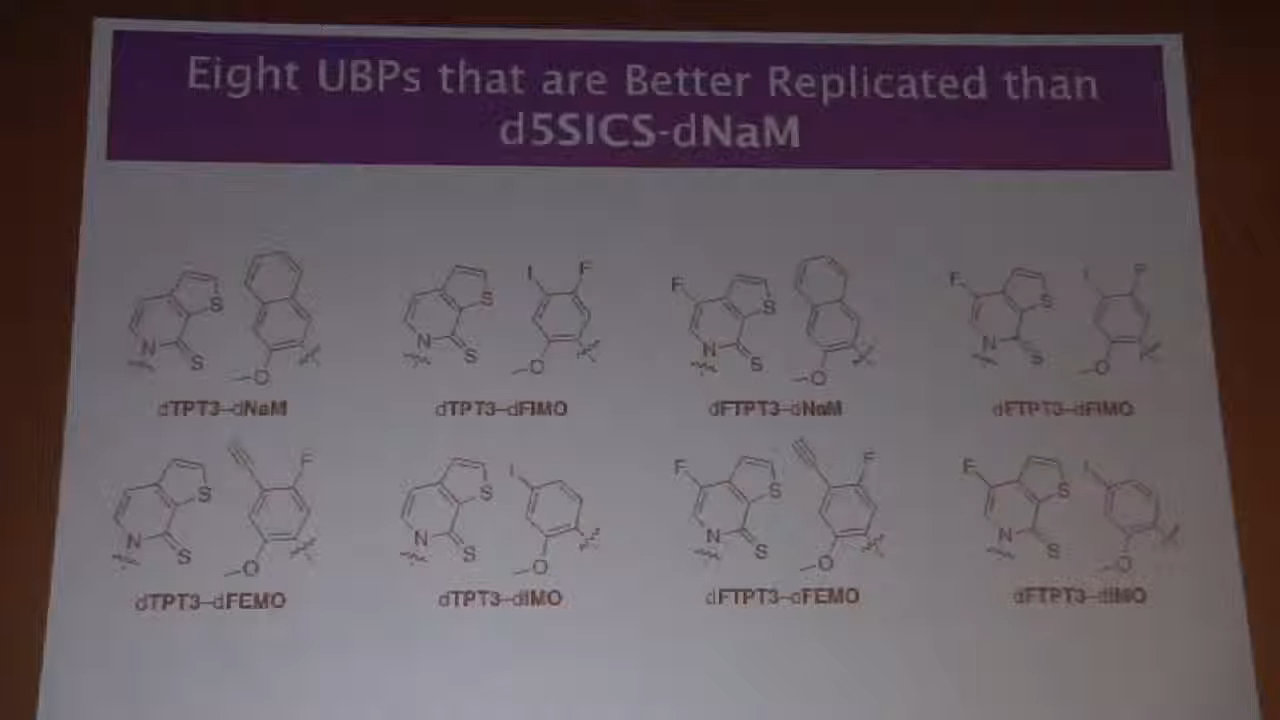 Eight UBPs that are Better Replicated than
d5SICS-dNaM
S
N
S
O
dTPT3-dNaM
I
F
S
N
S
O
dTPT3-dFIMO
F
S
N
S
O
dFTPT3-dNaM
F
I
F
S
N
S
O
dFTPT3-dFIMO
F
S
N
S
O
dTPT3-dFEMO
I
S
N
S
O
dTPT3-dIMO
F
F
S
N
S
O
dFTPT3-dFEMO
F
I
S
N
S
O
dFTPT3-dIMO